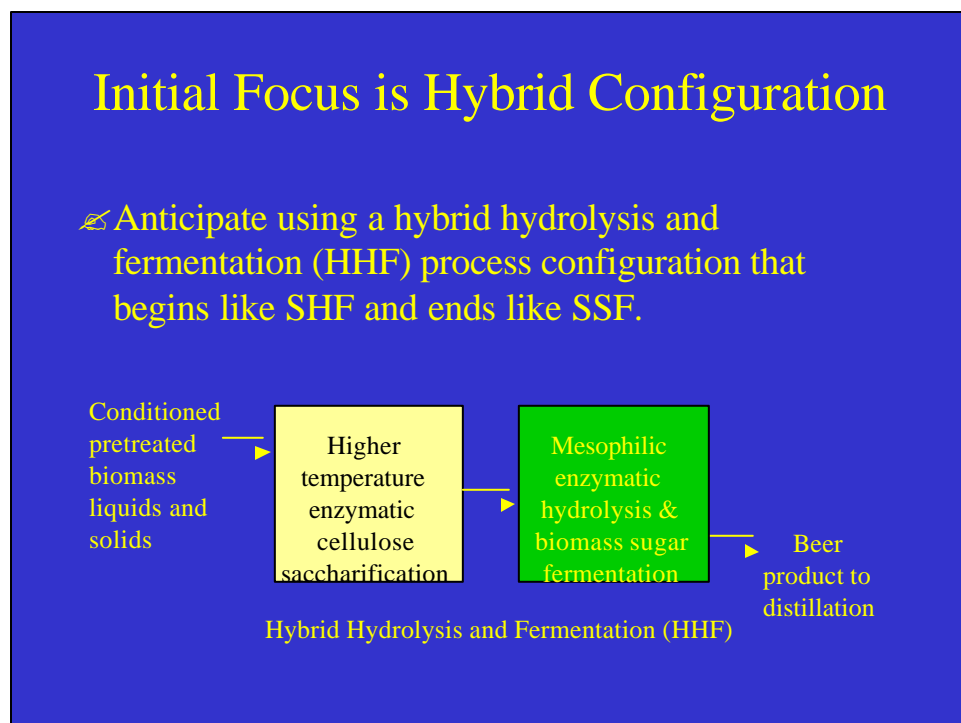 Initial Focus is Hybrid Configuration
Anticipate using a hybrid hydrolysis and
fermentation (HHF) process configuration that
begins like SHF and ends like SSF.
Conditioned
pretreated
biomass
liquids and
solids
Higher
temperature
enzymatic
cellulose
saccharification
Mesophilic
enzymatic
hydrolysis &
biomass sugar
fermentation
Beer
product to
distillation
Hybrid Hydrolysis and Fermentation (HHF)